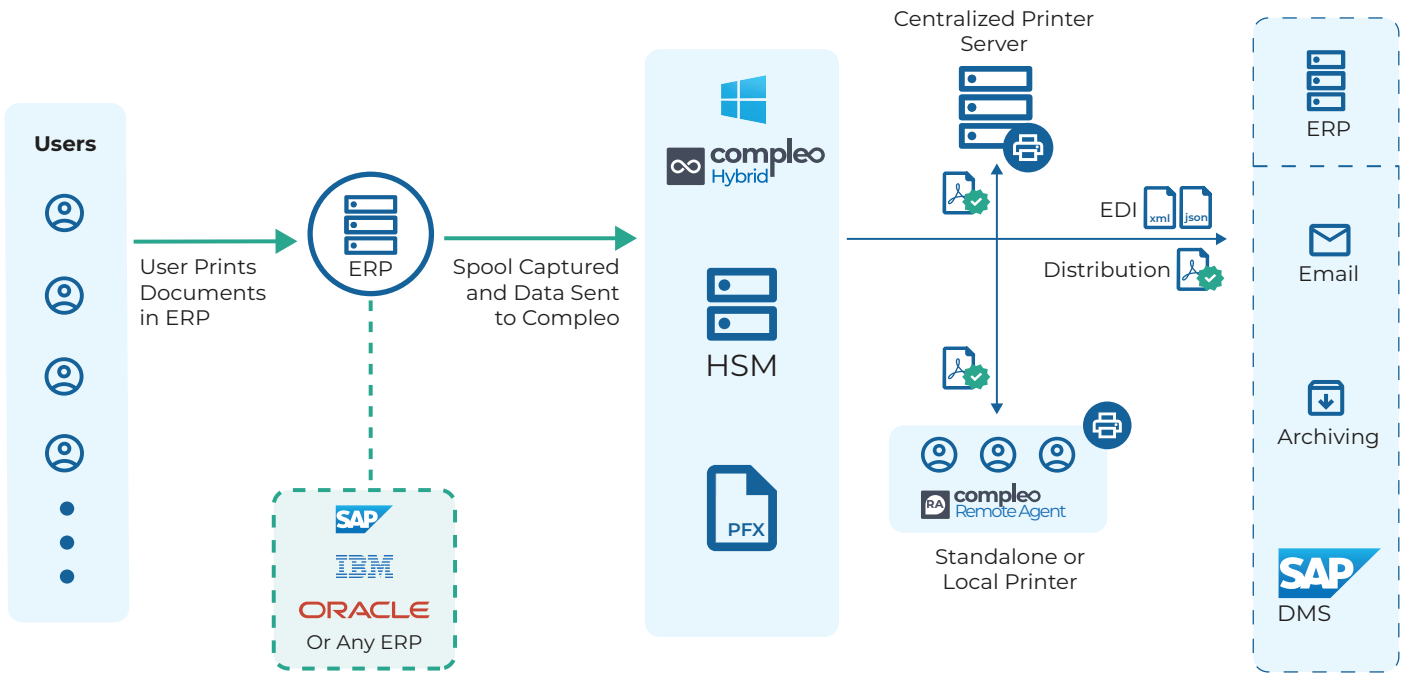 Users
User Prints
Documents
in ERP
ERP
SAP
IBM
ORACLE
Or Any ERP
Spool Captured
and Data Sent
to Compleo
compleo
Hybrid
HSM
PFX
Centralized Printer
Server
EDI
xml
json
Distribution
RA
compleo
Remote Agent
Standalone or
Local Printer
ERP
Email
Archiving
SAP
DMS